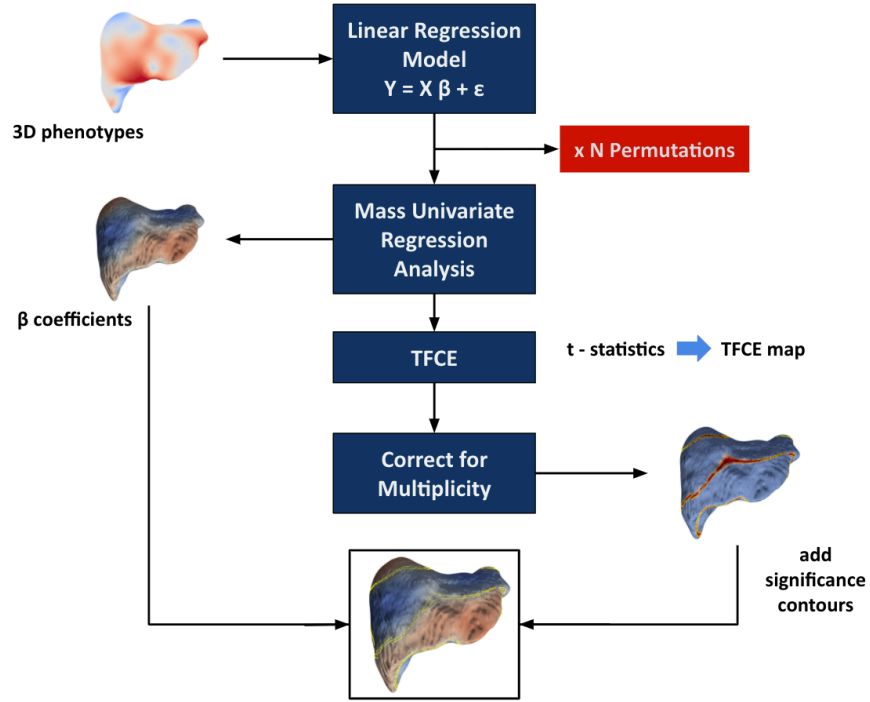 Linear Regression
Model
Y = X β + ε
3D phenotypes
x N Permutations
Mass Univariate
Regression
Analysis
β coefficients
TFCE
t - statistics
TFCE map
Correct for
Multiplicity
add
significance
contours